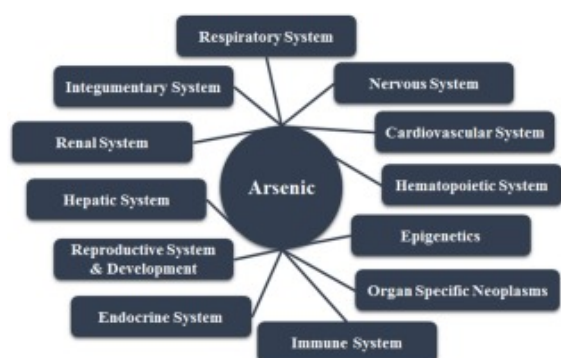 Respiratory System
Integumentary System
Nervous System
Renal System
Cardiovascular System
Arsenic
Hepatic System
Hematopoietic System
Reproductive System
& Development
Epigenetics
Endocrine System
Organ Specific Neoplasms
Immune System